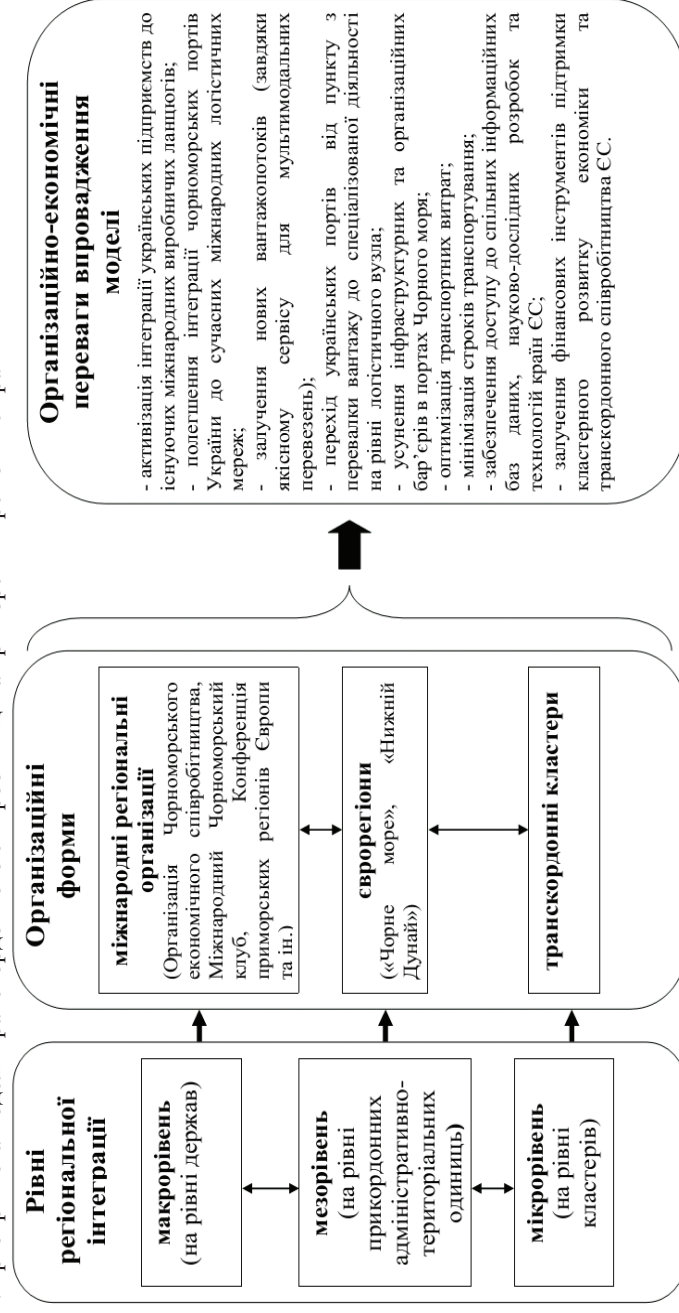 Рівні
регіональної
інтеграції
макрорівень
(на рівні держав)
мезорівень
(на рівні
прикордонних
адміністративно-
територіальних
одиниць)
мікрорівень
(на рівні
кластерів)
Організаційні
форми
міжнародні регіональні
організації
(Організація Чорноморського
економічного співробітництва,
Міжнародний Чорноморський
клуб, Конференція
приморських регіонів Європи
та ін.)
єврорегіони
(«Чорне море», «Нижній
Дунай»)
транскордонні кластери
Організаційно-економічні
переваги впровадження
моделі
- активізація інтеграції українських підприємств до
існуючих міжнародних виробничих ланцюгів;
- полегшення інтеграції чорноморських портів
України до сучасних міжнародних логістичних
мереж;
- залучення нових вантажопотоків (завдяки
якісному сервісу для мультимодальних
перевезень);
- перехід українських портів від пункту з
перевалки вантажу до спеціалізованої діяльності
на рівні логістичного вузла;
- усунення інфраструктурних та організаційних
бар’єрів в портах Чорного моря;
- оптимізація транспортних витрат;
- мінімізація строків транспортування;
- забезпечення доступу до спільних інформаційних
баз даних, науково-дослідних розробок та
технологій країн ЄС;
- залучення фінансових інструментів підтримки
кластерного розвитку економіки та
транскордонного співробітництва ЄС.